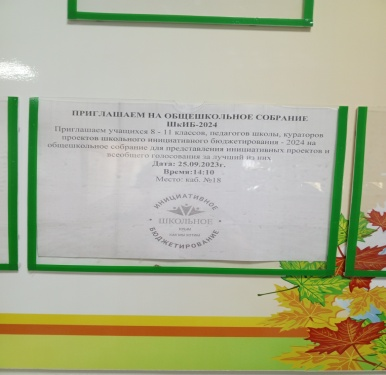 ПРИГЛАШАЕМ НА ОБЩЕШКОЛЬНОЕ СОБРАНИЕ
ШкИБ-2024
Приглашаем учащихся 8 - 11 классов, педагогов школы, кураторов
проектов школьного инициативного бюджетирования - 2024 на
общешкольное собрание для представления инициативных проектов и
всеобщего голосования за лучший из них
Дата: 25.09.2023г.
Время:14:10
Место: каб. №18
ИНИЦИАТИВНОЕ
ШКОЛЬНОЕ
БЮДЖЕТИРОВАНИЕ